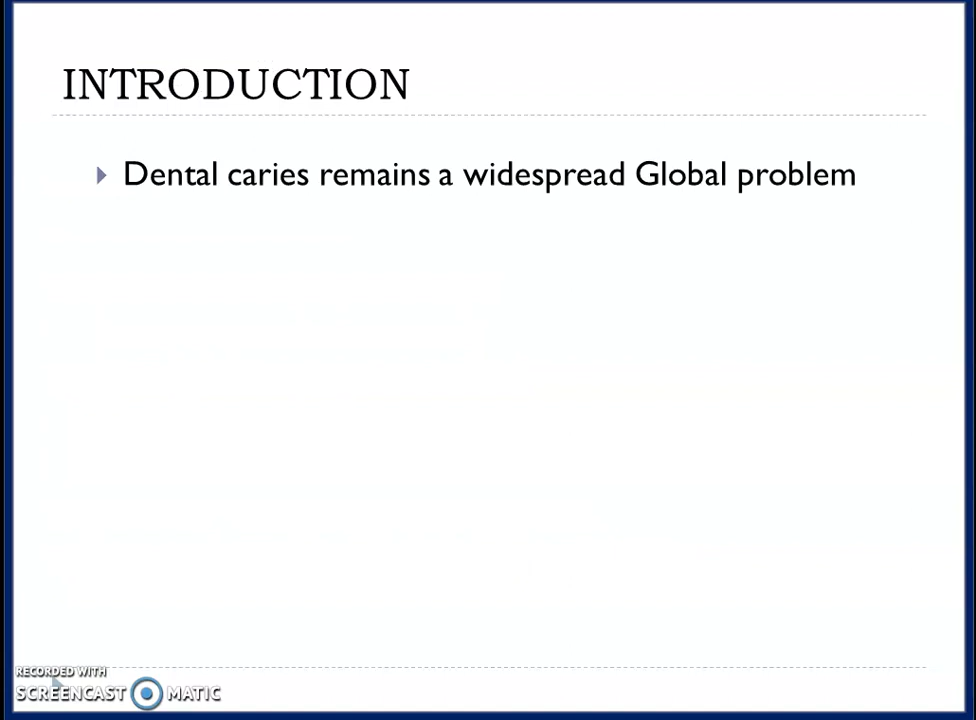 INTRODUCTION
Dental caries remains a widespread Global problem
RECORDED WITH
SCREENCAST MATIC